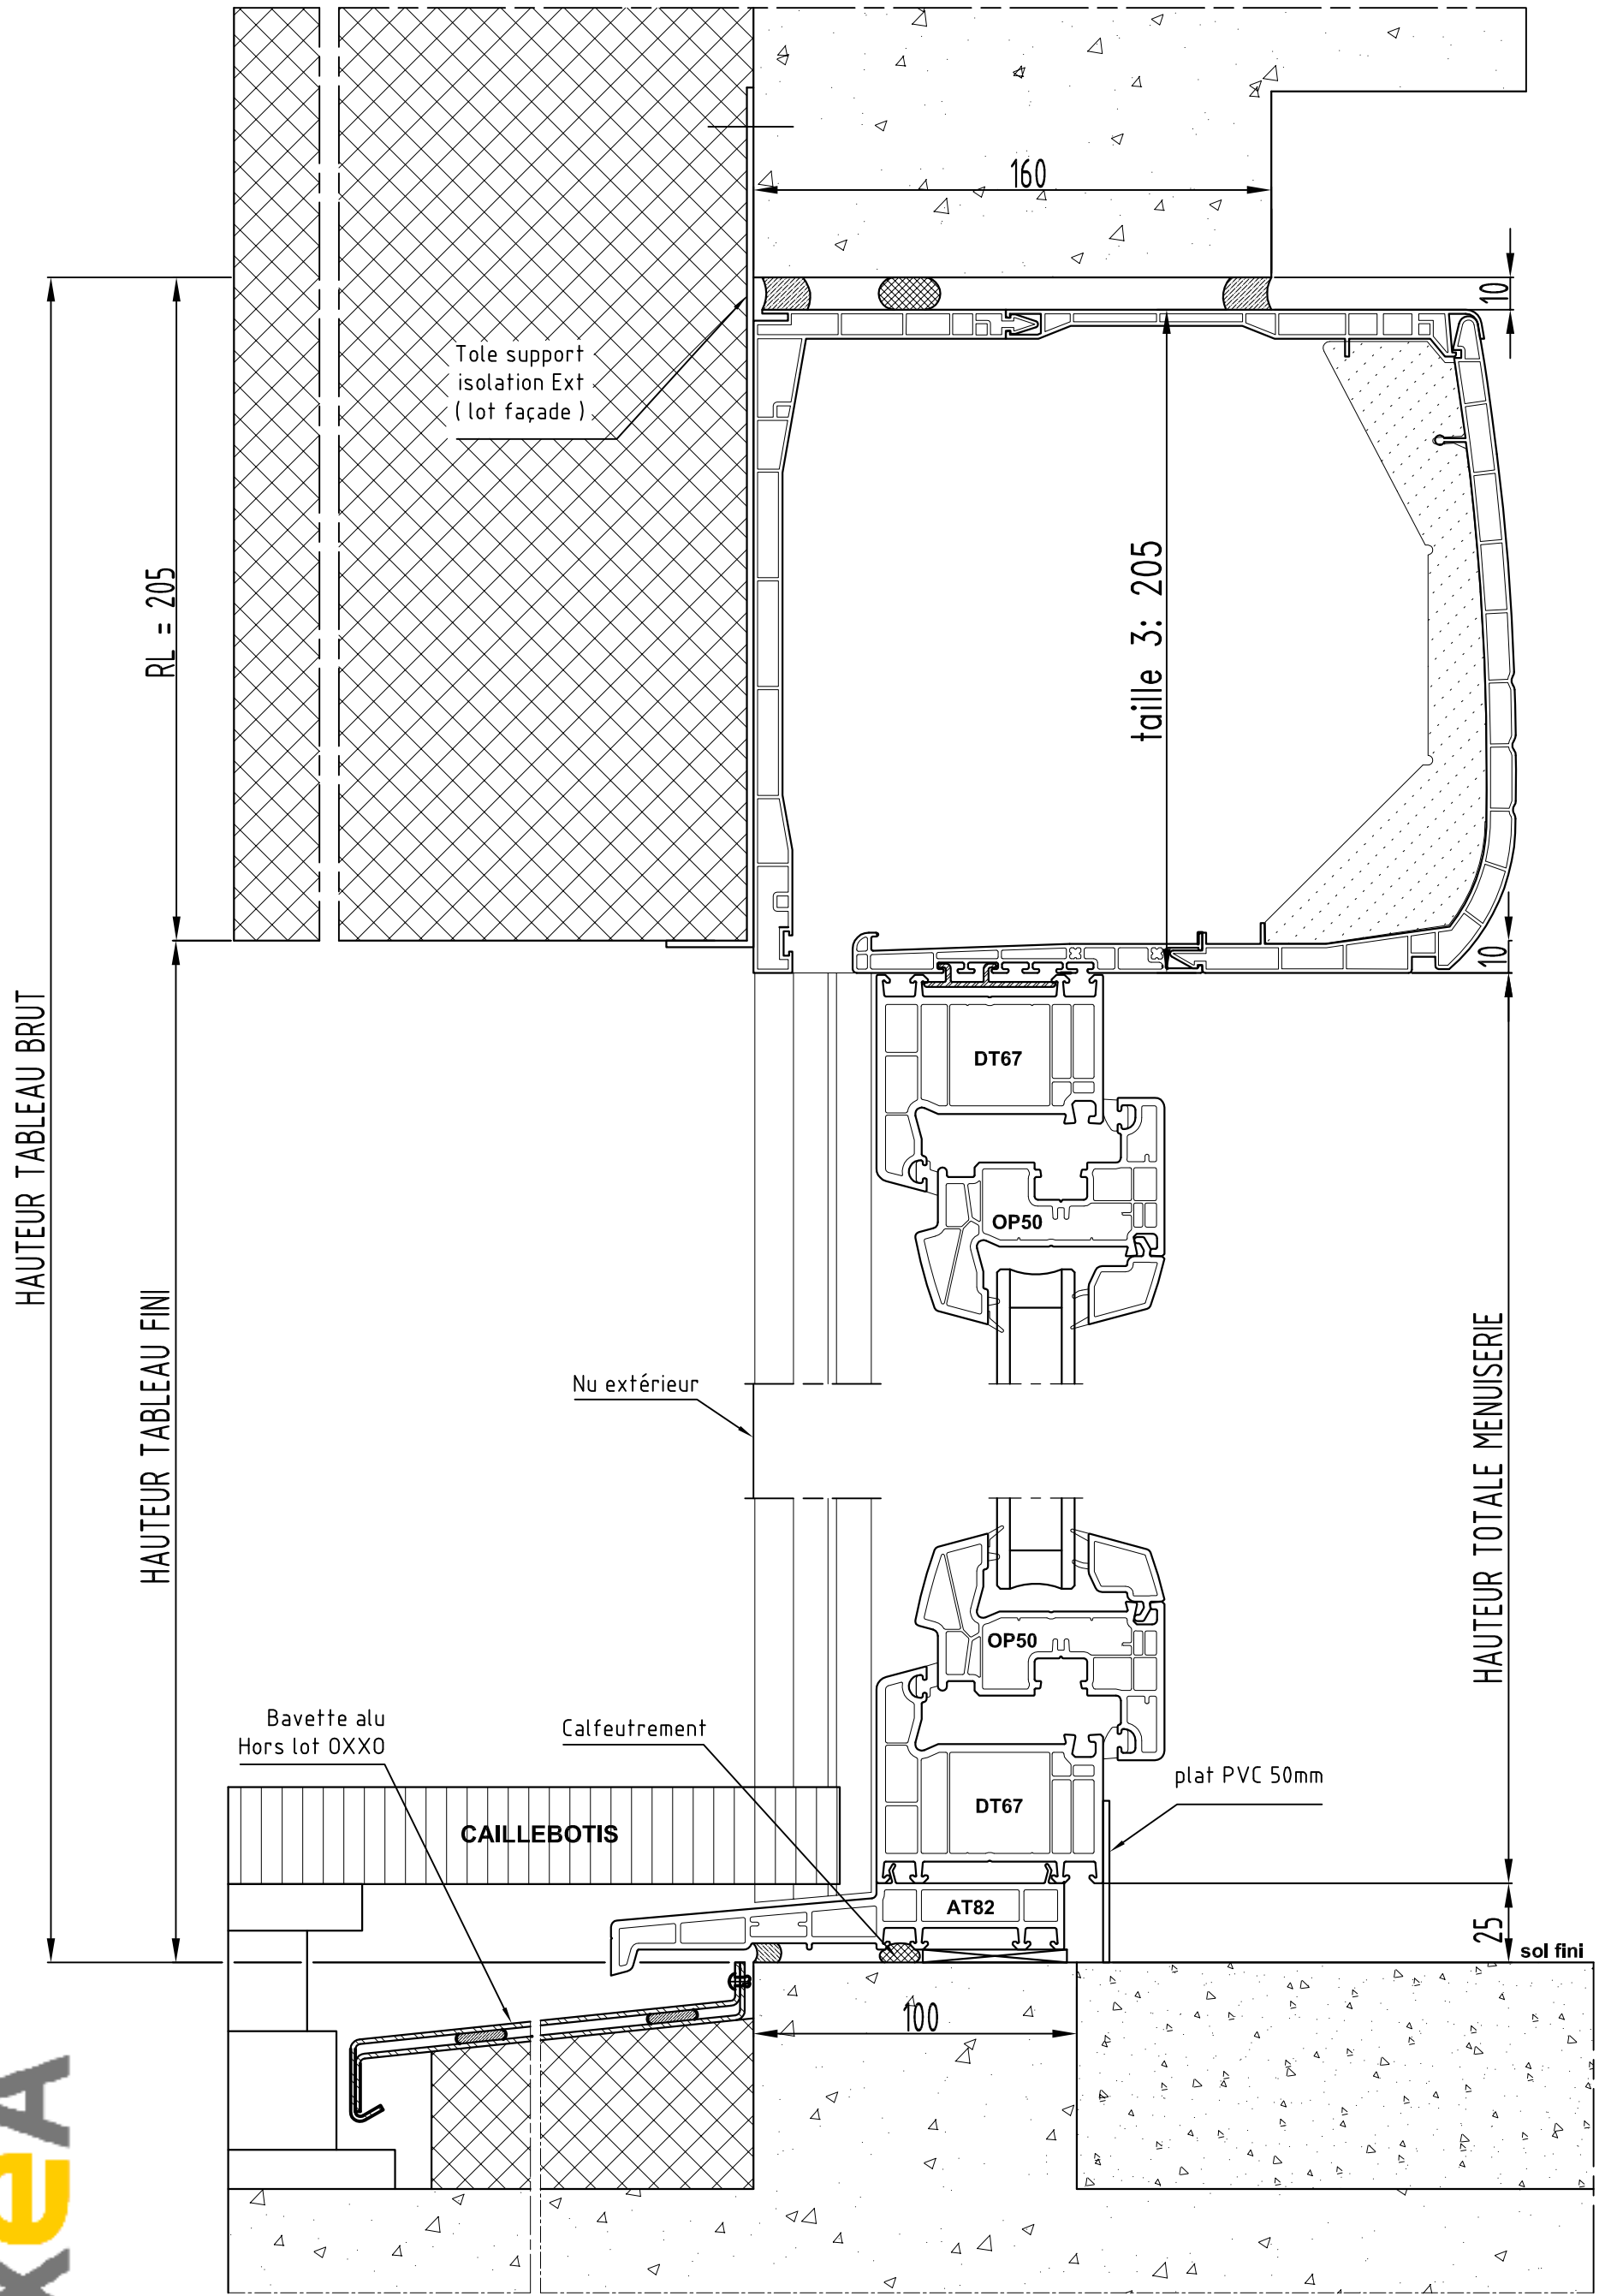 160
10
Tole support
isolation Ext
( lot façade )
RL = 205
taille 3: 205
10
HAUTEUR TABLEAU BRUT
DT67
OP50
HAUTEUR TABLEAU FINI
Nu extérieur
HAUTEUR TOTALE MENUISERIE
OP50
Bavette alu
Hors lot OXXO
Calfeutrement
plat PVC 50mm
CAILLEBOTIS
DT67
AT82
25
sol fini
100
keA